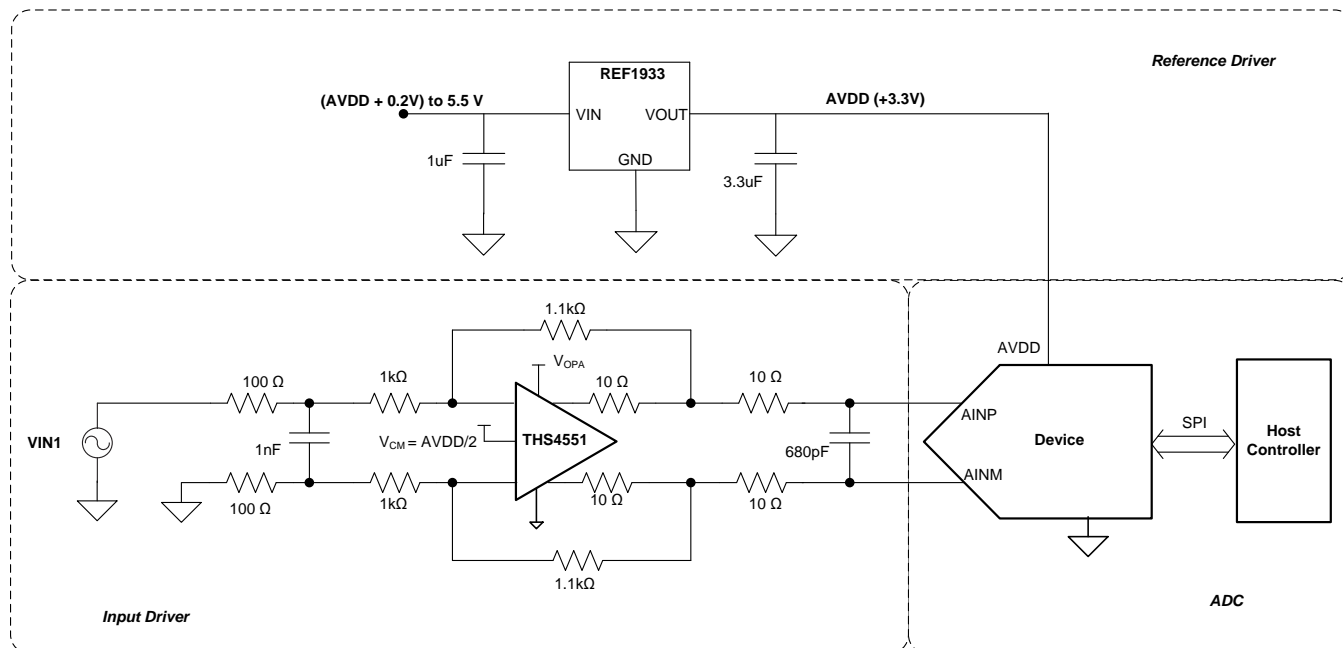 Reference Driver
REF1933
(AVDD + 0.2V) to 5.5 V
AVDD (+3.3V)
VIN
VOUT
GND
1uF
3.3uF
1.1kΩ
AVDD
VOPA
100 Ω
1kΩ
10 Ω
10 Ω
AINP
VIN1
1nF
VCM = AVDD/2
THS4551
680pF
Device
SPI
Host
Controller
AINM
100 Ω
1kΩ
10 Ω
10 Ω
1.1kΩ
Input Driver
ADC